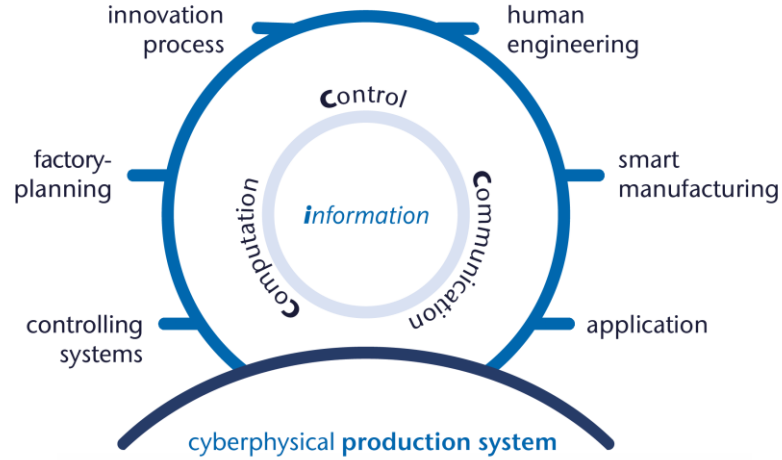 innovation
process
human
engineering
Control
factory-
planning
smart
manufacturing
Computation
information
Communication
controlling
systems
application
cyberphysical production system